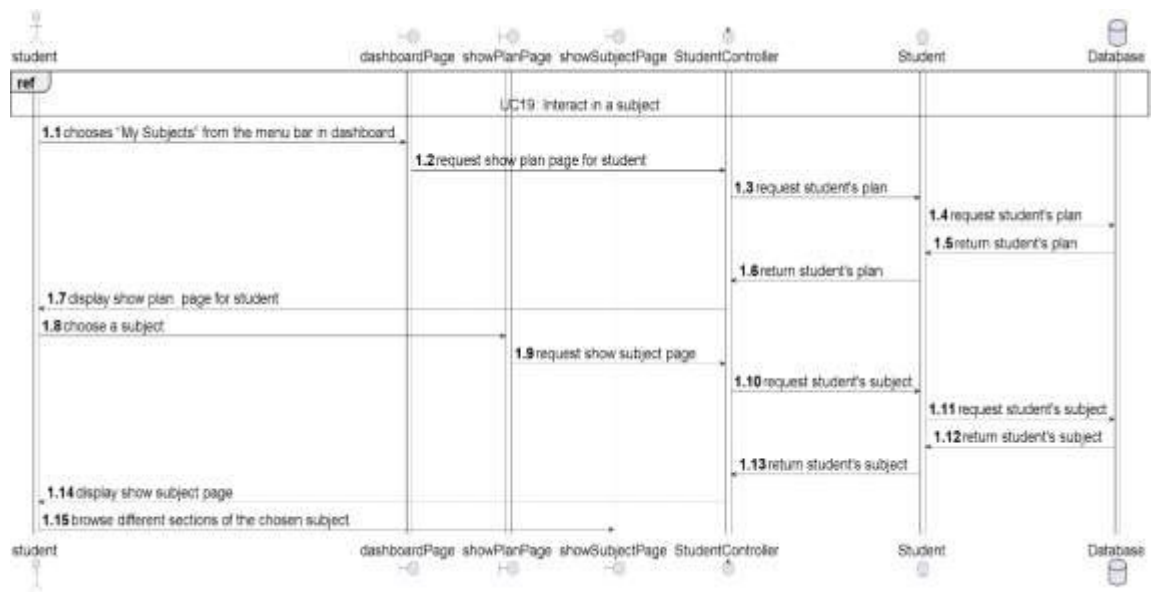 student dashboardPage showPlanPage showSubjectPage StudentController Student Database
ref
UC19: Interact in a subject
1.1 chooses "My Subjects" from the menu bar in dashboard
1.2 request show plan page for student
1.3 request student's plan
1.4 request student's plan
1.5 return student's plan
1.6 return student's plan
1.7 display show plan page for student
1.8 choose a subject
1.9 request show subject page
1.10 request student's subject
1.11 request student's subject
1.12 return student's subject
1.13 return student's subject
1.14 display show subject page
1.15 browse different sections of the chosen subject
student dashboardPage showPlanPage showSubjectPage StudentController Student Database